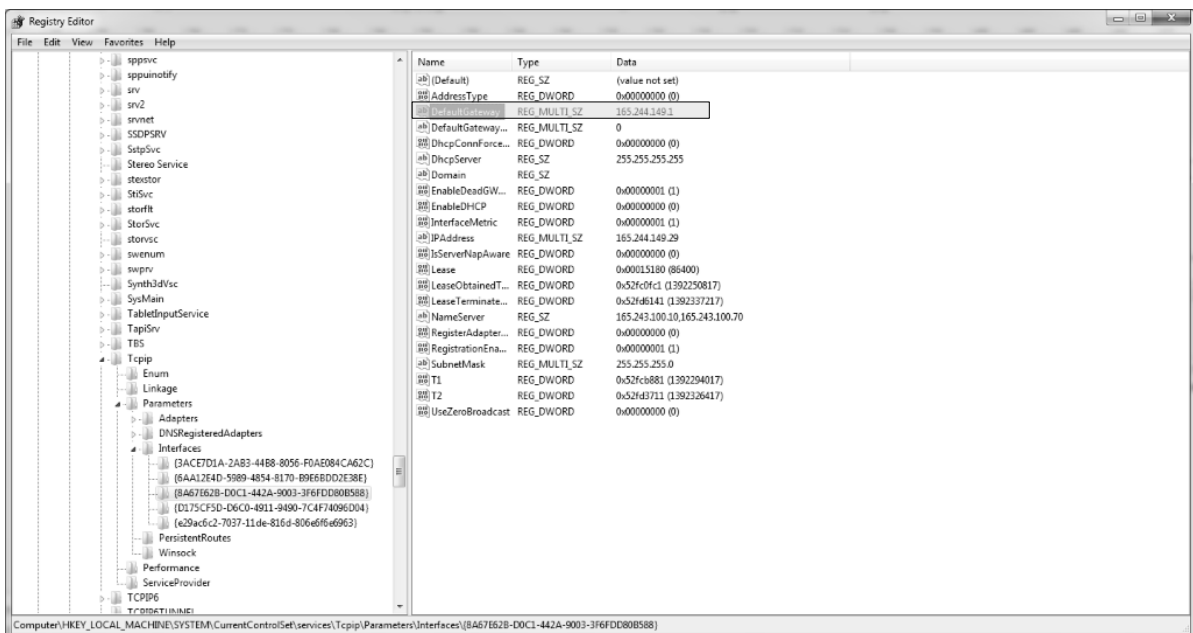 Registry Editor
File Edit View Favorites Help
sppsvc
sppuinotify
srv
srv2
srvnet
SSDPSRV
SstpSvc
Stereo Service
stexstor
StiSvc
storflt
StorSvc
storvsc
swenum
swprv
Synth3dVsc
SysMain
TabletInputService
TapiSrv
TBS
Tcpip
Enum
Linkage
Parameters
Adapters
DNSRegisteredAdapters
Interfaces
{3ACE7D1A-2AB3-44B8-8056-F0AE084CA62C}
{6AA12E4D-5989-4854-8170-B9E6BDD2E38E}
{8A67E62B-D0C1-442A-9003-3F6FDD80B588}
{D175CF5D-D6C0-4911-9490-7C4F74096D04}
{e29ac6c2-7037-11de-816d-806e6f6e6963}
PersistentRoutes
Winsock
Performance
ServiceProvider
TCPIP6
TCPIP6TUNNEL
Name Type Data
(Default) REG_SZ (value not set)
AddressType REG_DWORD 0x00000000 (0)
DefaultGateway REG_MULTI_SZ 165.244.149.1
DefaultGateway... REG_MULTI_SZ 0
DhcpConnForce... REG_DWORD 0x00000000 (0)
DhcpServer REG_SZ 255.255.255.255
Domain REG_SZ
EnableDeadGW... REG_DWORD 0x00000001 (1)
EnableDHCP REG_DWORD 0x00000000 (0)
InterfaceMetric REG_DWORD 0x00000001 (1)
IPAddress REG_MULTI_SZ 165.244.149.29
IsServerNapAware REG_DWORD 0x00000000 (0)
Lease REG_DWORD 0x00015180 (86400)
LeaseObtainedT... REG_DWORD 0x52fc0fc1 (1392250817)
LeaseTerminate... REG_DWORD 0x52fd6141 (1392337217)
NameServer REG_SZ 165.243.100.10,165.243.100.70
RegisterAdapter... REG_DWORD 0x00000000 (0)
RegistrationEna... REG_DWORD 0x00000001 (1)
SubnetMask REG_MULTI_SZ 255.255.255.0
T1 REG_DWORD 0x52fcb881 (1392294017)
T2 REG_DWORD 0x52fd3711 (1392326417)
UseZeroBroadcast REG_DWORD 0x00000000 (0)
Computer\HKEY_LOCAL_MACHINE\SYSTEM\CurrentControlSet\services\Tcpip\Parameters\Interfaces\{8A67E62B-D0C1-442A-9003-3F6FDD80B588}